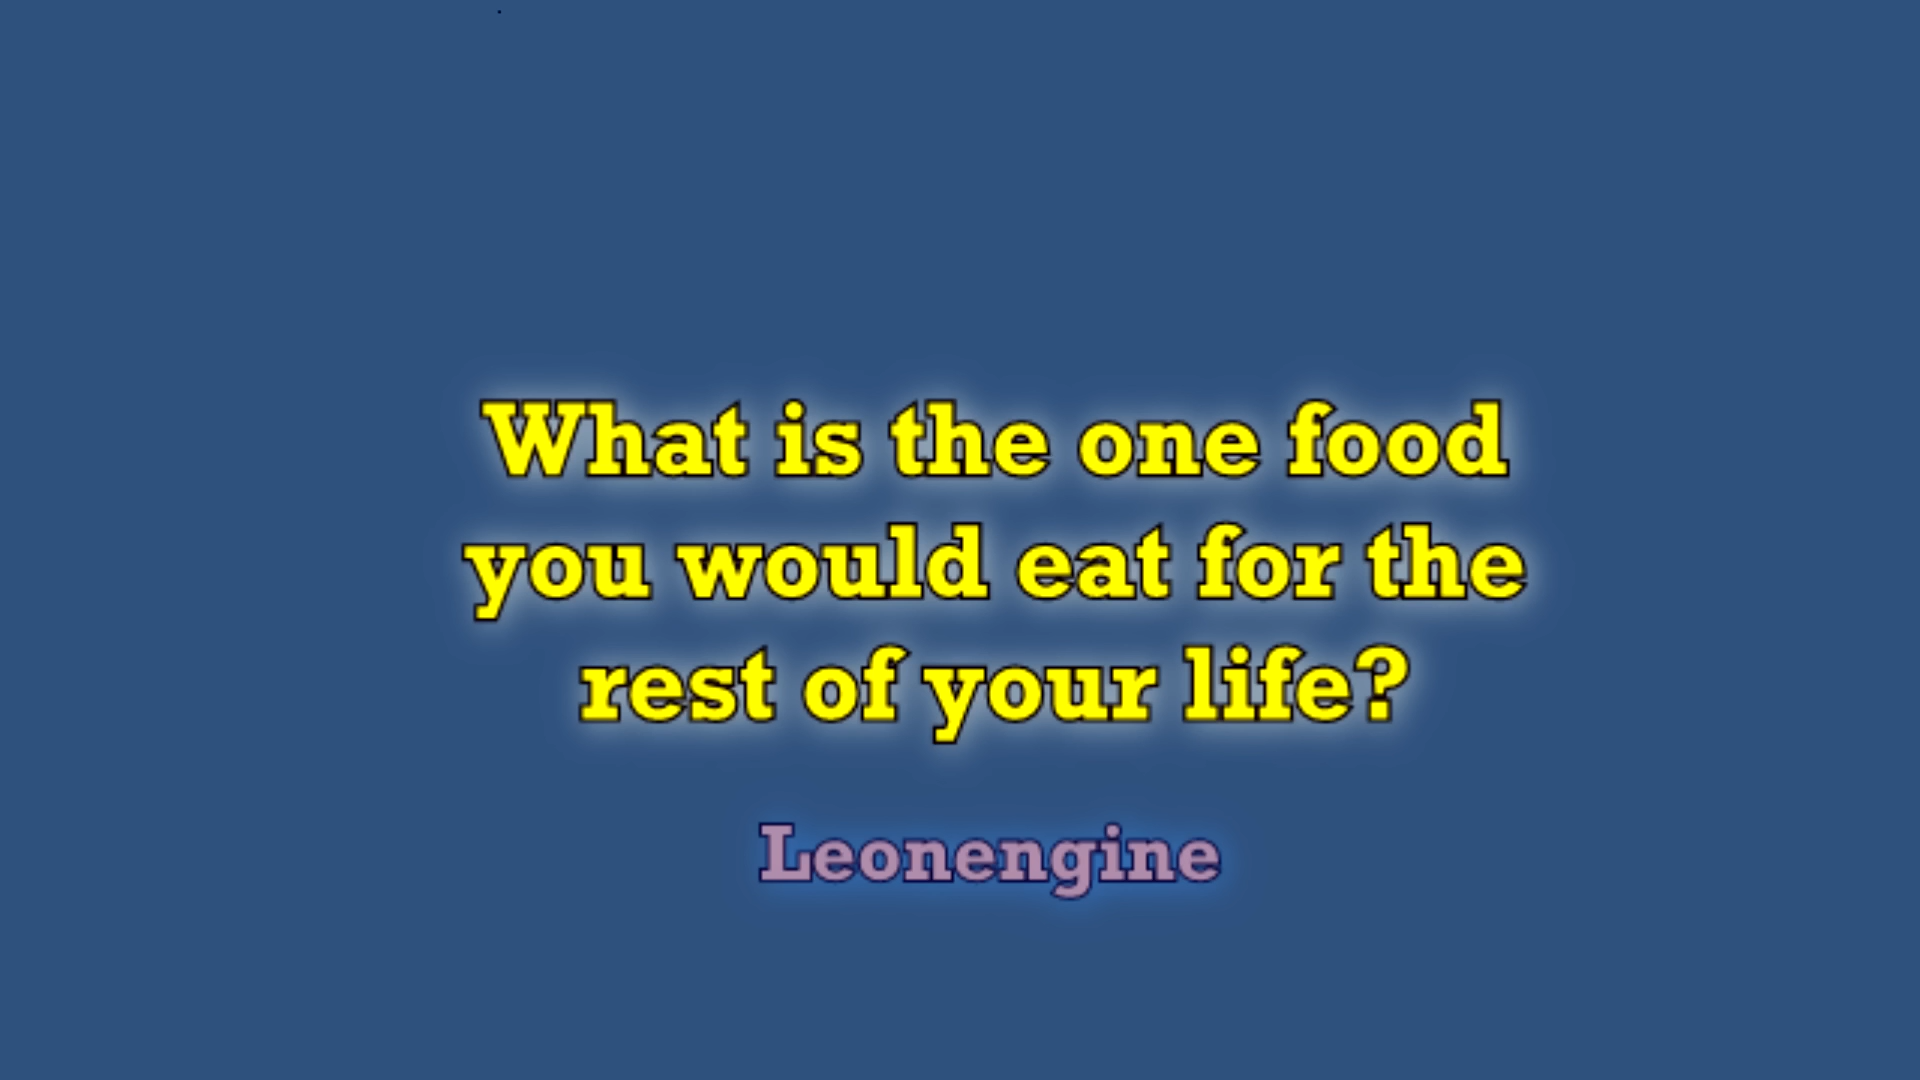 What is the one food
you would eat for the
rest of your life?
Leonengine